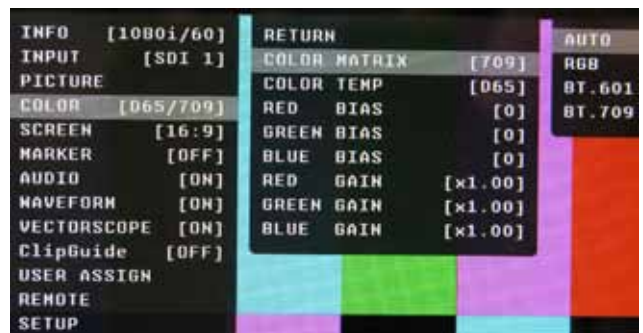 INFO [1080i/60]
INPUT [SDI 1]
PICTURE
COLOR [D65/709]
SCREEN [16:9]
MARKER [OFF]
AUDIO [ON]
WAVEFORM [ON]
VECTORSCOPE [ON]
ClipGuide [OFF]
USER ASSIGN
REMOTE
SETUP
RETURN
COLOR MATRIX [709]
COLOR TEMP [D65]
RED BIAS [0]
GREEN BIAS [0]
BLUE BIAS [0]
RED GAIN [x1.00]
GREEN GAIN [x1.00]
BLUE GAIN [x1.00]
AUTO
RGB
BT.601
BT.709